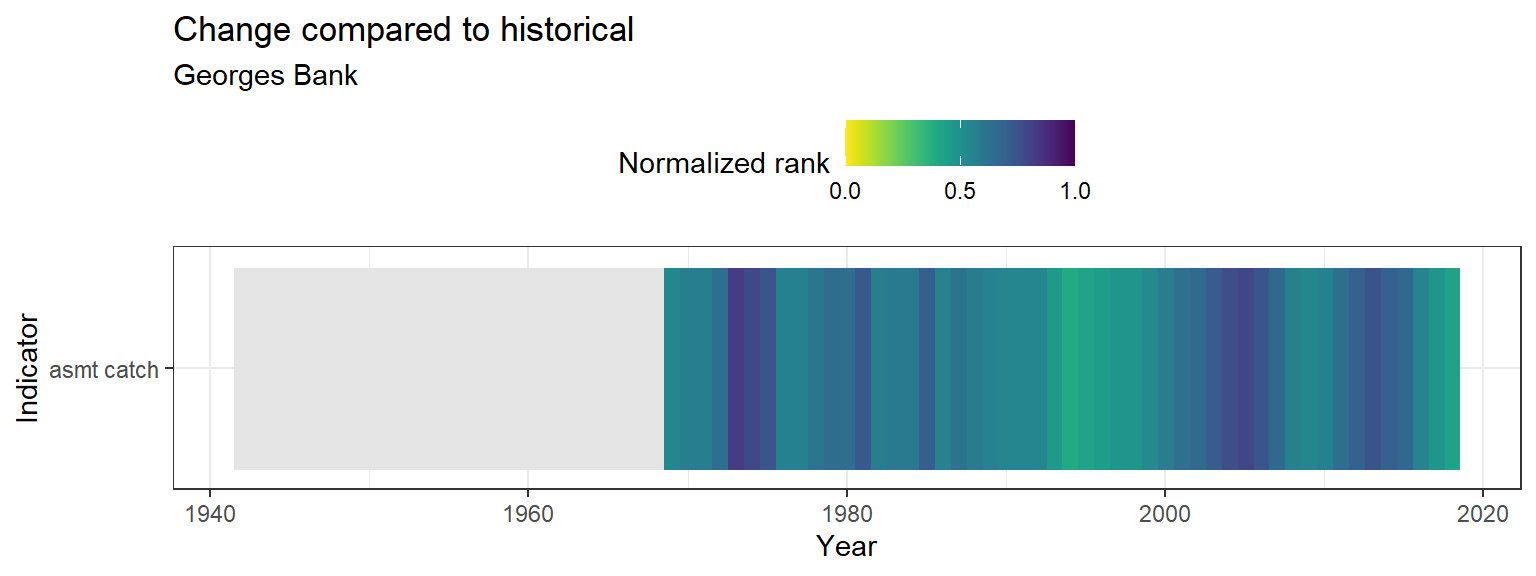 Change compared to historical
Georges Bank
Normalized rank
0.0 0.5 1.0
Indicator
asmt catch
1940 1960 1980 2000 2020
Year